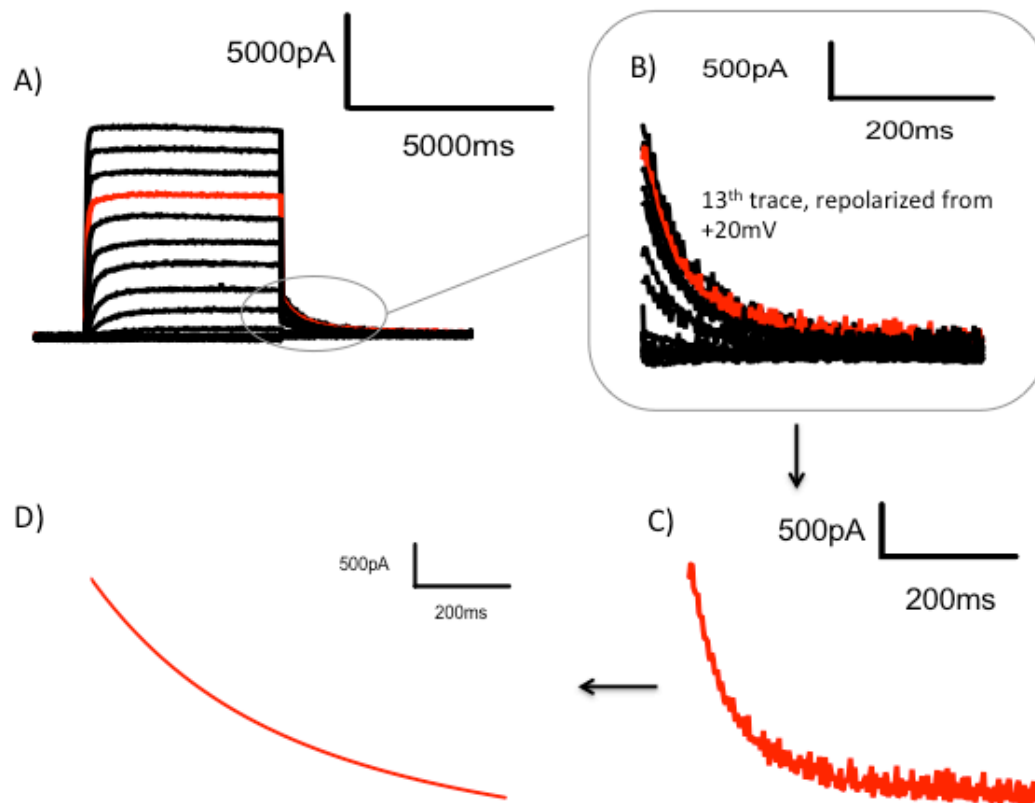 A)
5000pA
5000ms
B)
500pA
200ms
13th trace, repolarized from
+20mV
C)
500pA
200ms
D)
500pA
200ms